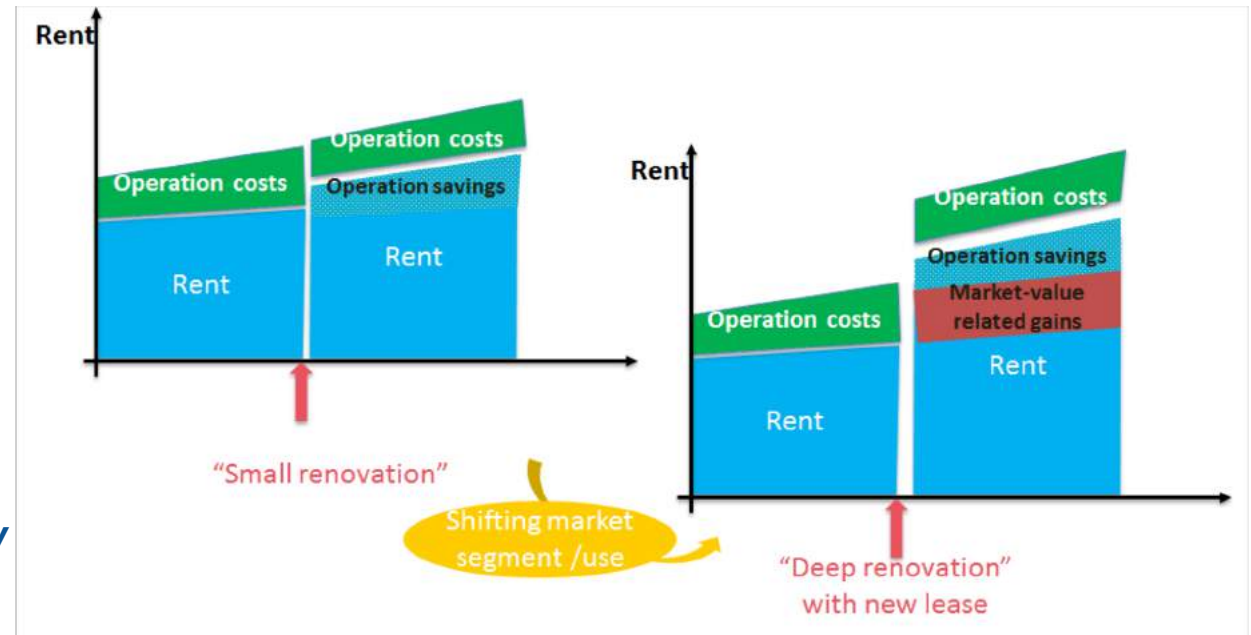 Rent
Operation costs
Operation costs
Operation savings
Rent
Rent
"Small renovation"
Shifting market
segment /use
Rent
Operation costs
Operation costs
Operation savings
Market-value
related gains
Rent
Rent
"Deep renovation"
with new lease